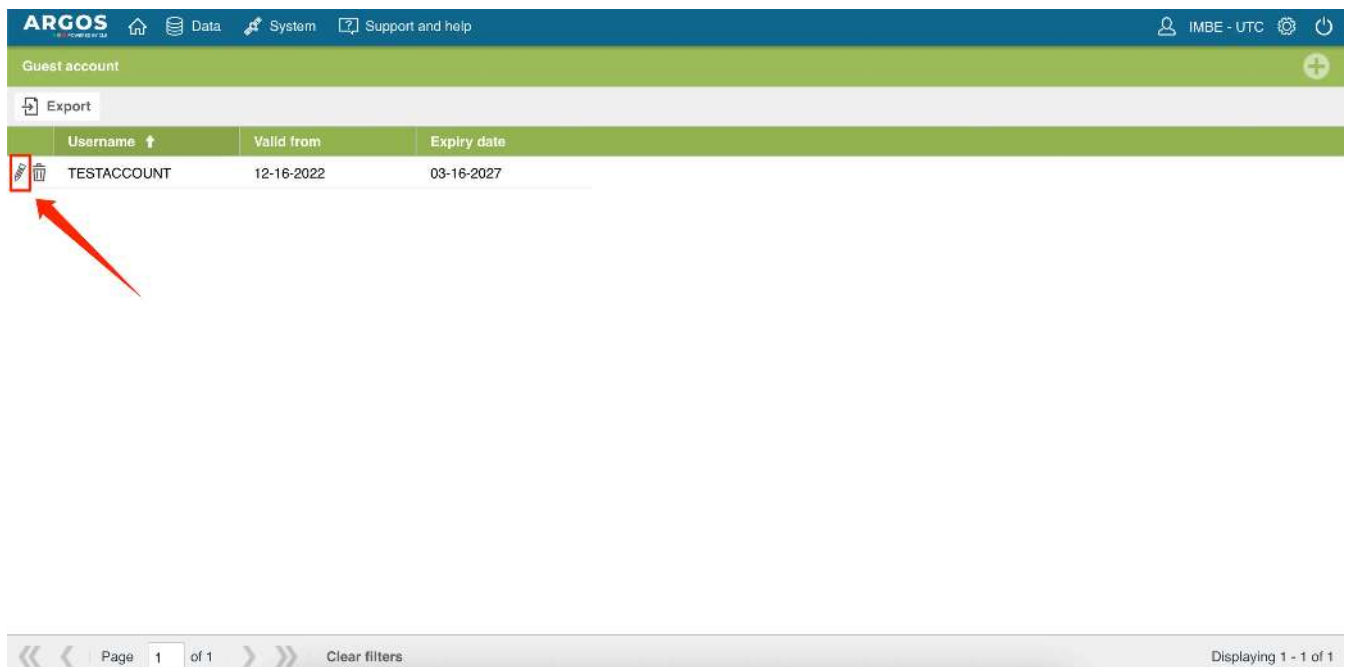 ARGOS Data System Support and help IMBE - UTC
Guest account
Export
Username Valid from Expiry date
TESTACCOUNT 12-16-2022 03-16-2027
Page 1 of 1 Clear filters Displaying 1 - 1 of 1